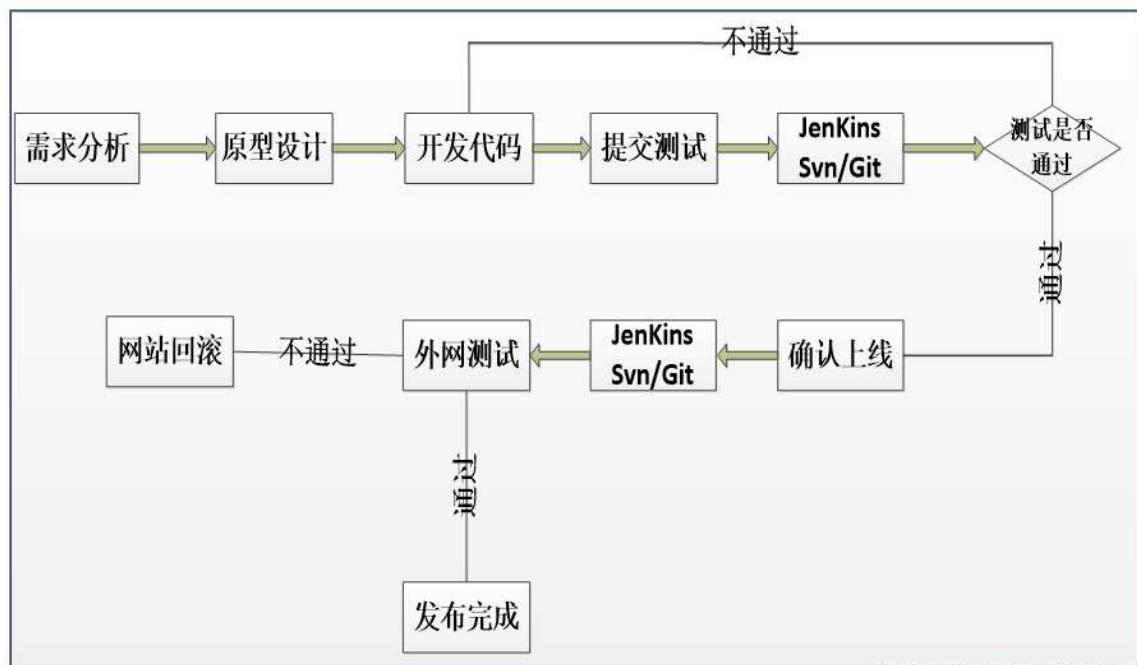 不通过
需求分析
原型设计
开发代码
提交测试
JenKins
Svn/Git
测试是否
通过
通过
网站回滚
不通过
外网测试
JenKins
Svn/Git
确认上线
通过
发布完成